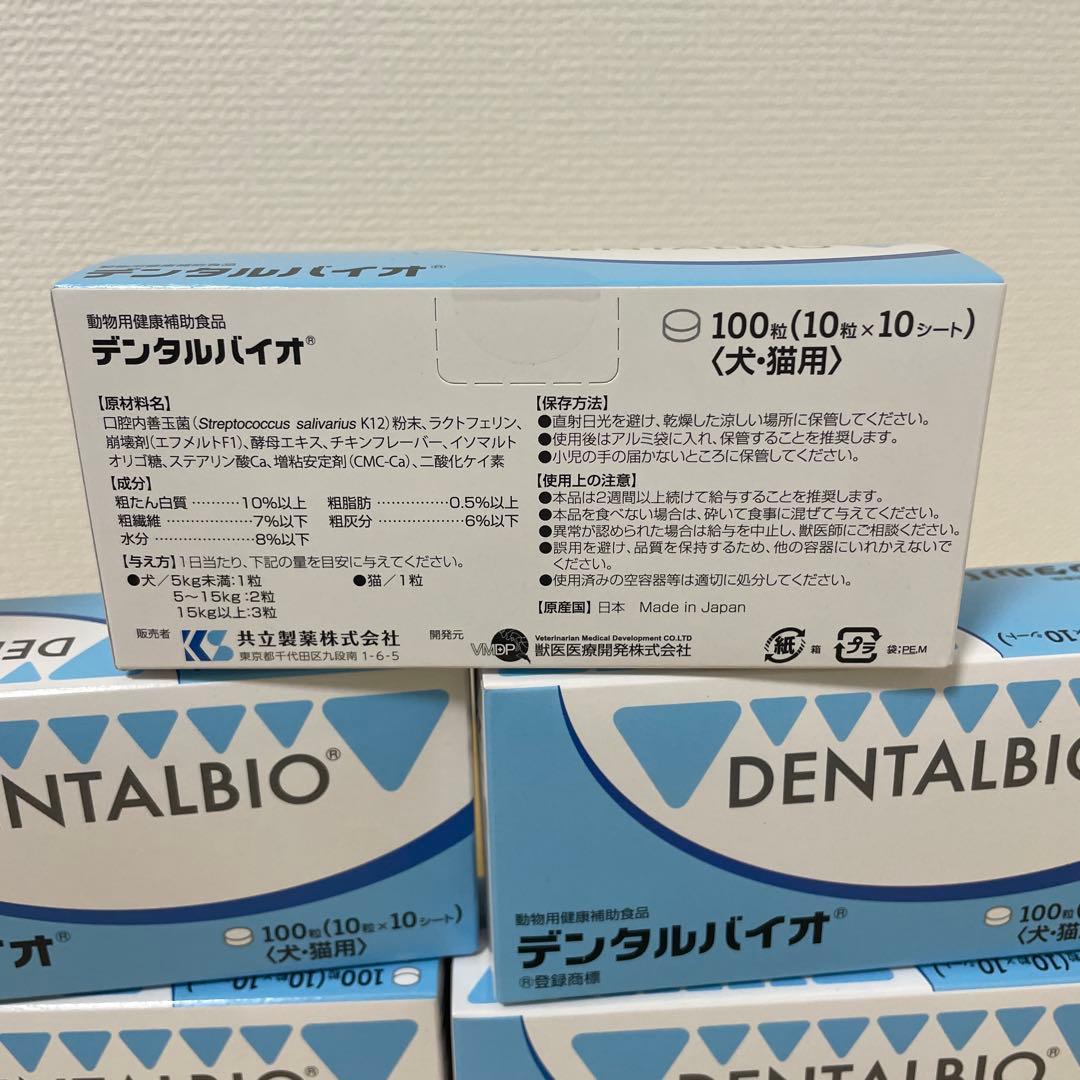 デンタルバイオ®
DENTALBIO
動物用健康補助食品
デンタルバイオ®
100粒(10粒×10シート)
〈犬・猫用〉
【原材料名】
口腔内善玉菌(Streptococcus salivarius K12)粉末、ラクトフェリン、
崩壊剤(エフメルトF1)、酵母エキス、チキンフレーバー、イソマルト
オリゴ糖、ステアリン酸Ca、増粘安定剤(CMC-Ca)、二酸化ケイ素
【成分】
粗たん白質 ………… 10%以上 粗脂肪 ………… 0.5%以上
粗繊維 ………… 7%以下 粗灰分 ………… 6%以下
水分 ………… 8%以下
【与え方】1日当たり、下記の量を目安に与えてください。
●犬/5kg未満:1粒 ●猫/1粒
5〜15kg:2粒
15kg以上:3粒
【保存方法】
●直射日光を避け、乾燥した涼しい場所に保管してください。
●使用後はアルミ袋に入れ、保管することを推奨します。
●小児の手の届かないところに保管してください。
【使用上の注意】
●本品は2週間以上続けて給与することを推奨します。
●本品を食べない場合は、砕いて食事に混ぜて与えてください。
●異常が認められた場合は給与を中止し、獣医師にご相談ください。
●誤用を避け、品質を保持するため、他の容器にいれかえないで
ください。
●使用済みの空容器等は適切に処分してください。
【原産国】日本 Made in Japan
販売者 KS 共立製薬株式会社
東京都千代田区九段南 1-6-5
開発元 VMDP Veterinarian Medical Development CO.LTD
獣医医療開発株式会社
紙 箱 プラ 袋;PE,M
NTALBIO®
100粒(10粒×10シート)
〈犬・猫用〉
イオ®
DENTALBIO
動物用健康補助食品
デンタルバイオ®
®登録商標
100粒
〈犬・猫用〉
100粒(10粒×10
DENTALBIO®